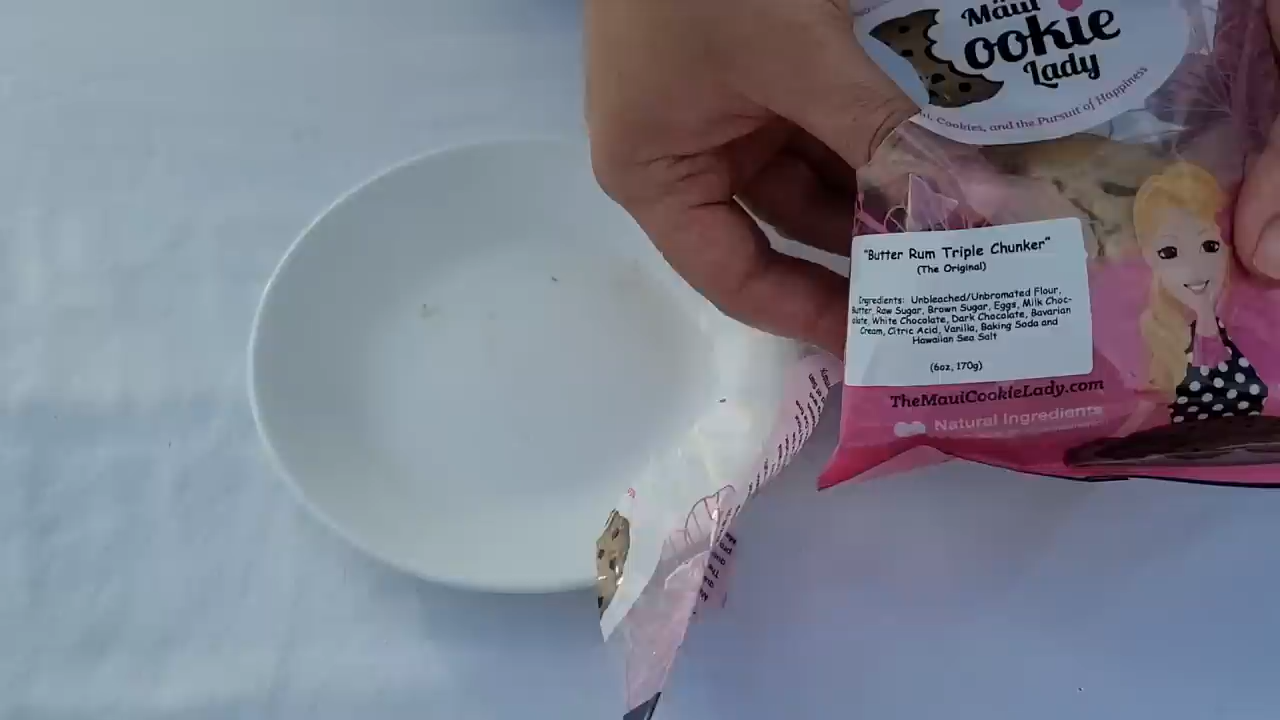 Maui
ookie
Lady
Cookies, and the Pursuit of Happiness
"Butter Rum Triple Chunker"
(The Original)
Ingredients: Unbleached/Unbromated Flour,
Butter, Raw Sugar, Brown Sugar, Eggs, Milk Choc-
olate, White Chocolate, Dark Chocolate, Bavarian
Cream, Citric Acid, Vanilla, Baking Soda and
Hawaiian Sea Salt
(6oz, 170g)
TheMauiCookieLady.com
Natural Ingredients